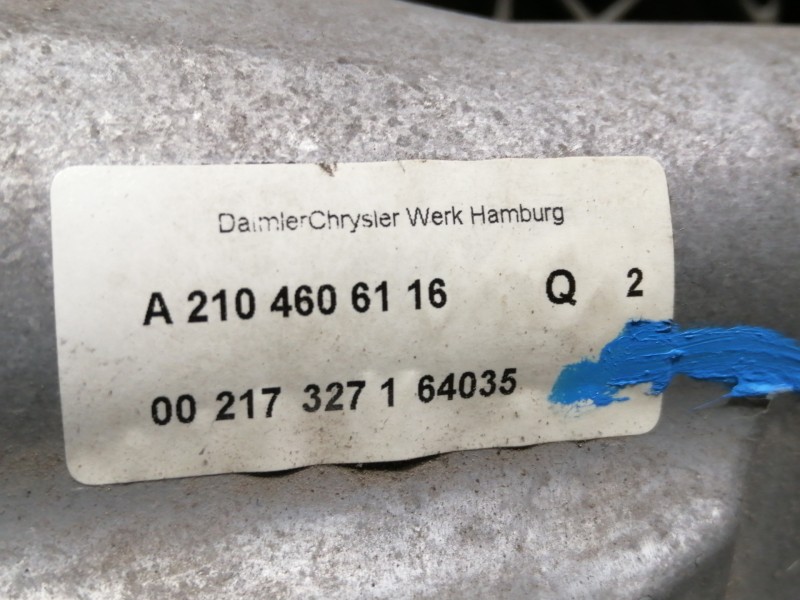 DaimlerChrysler Werk Hamburg
A 210 460 61 16 Q 2
00 217 327 1 64035